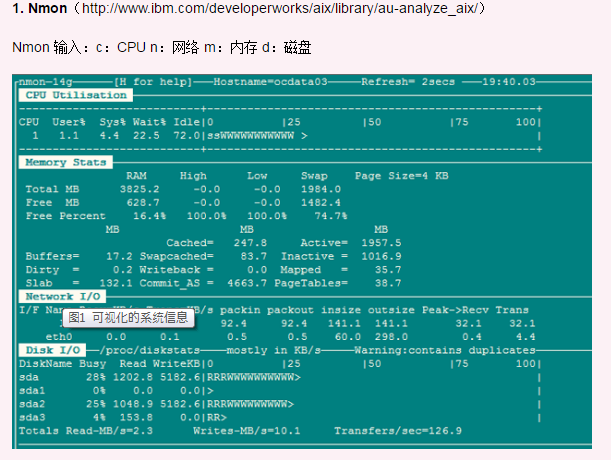 1. Nmon（http://www.ibm.com/developerworks/aix/library/au-analyze_aix/）
Nmon 输入：c：CPU n：网络 m：内存 d：磁盘
nmon-14g [H for help] Hostname=ocdata03 Refresh= 2secs 19:40.03
CPU Utilisation
CPU User% Sys% Wait% Idle|0 |25 |50 |75 100|
1 1.1 4.4 22.5 72.0|ssWWWWWWWWWWW > |
Memory Stats
RAM High Low Swap Page Size=4 KB
Total MB 3825.2 -0.0 -0.0 1984.0
Free MB 628.7 -0.0 -0.0 1482.4
Free Percent 16.4% 100.0% 100.0% 74.7%
MB MB MB
Cached= 247.8 Active= 1957.5
Buffers= 17.2 Swapcached= 83.7 Inactive = 1016.9
Dirty = 0.2 Writeback = 0.0 Mapped = 35.7
Slab = 132.1 Commit_AS = 4663.7 PageTables= 38.7
Network I/O
I/F MB/s packin packout insize outsize Peak->Recv Trans
92.4 92.4 141.1 141.1 32.1 32.1
图1 可视化的系统信息
eth0 0.0 0.1 0.5 0.5 60.0 298.0 0.4 4.4
Disk I/O /proc/diskstats mostly in KB/s Warning:contains duplicates
DiskName Busy Read WriteKB|0 |25 |50 |75 100|
sda 28% 1202.8 5182.6|RRRWWWWWWWWWW> |
sda1 0% 0.0 0.0|> |
sda2 25% 1048.9 5182.6|RRRWWWWWWWWW> |
sda3 4% 153.8 0.0|RR> |
Totals Read-MB/s=2.3 Writes-MB/s=10.1 Transfers/sec=126.9